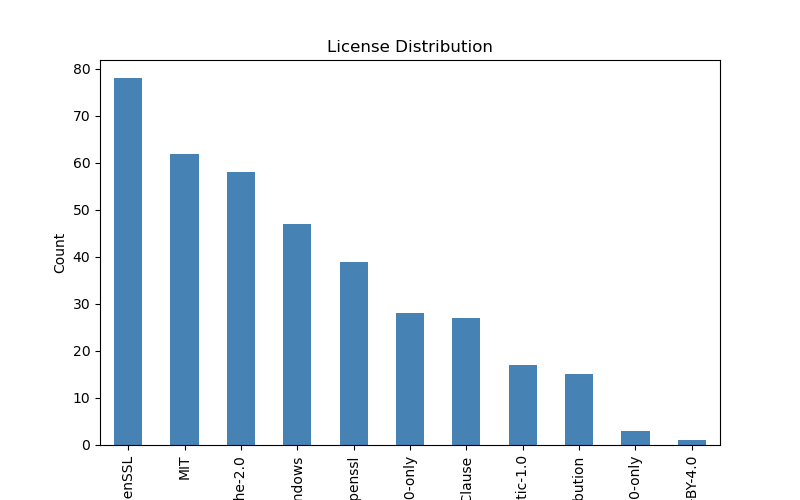 License Distribution
80
70
60
50
40
30
20
10
0
Count
enSSL
MIT
he-2.0
ndows
penssl
0-only
Clause
tic-1.0
bution
0-only
BY-4.0